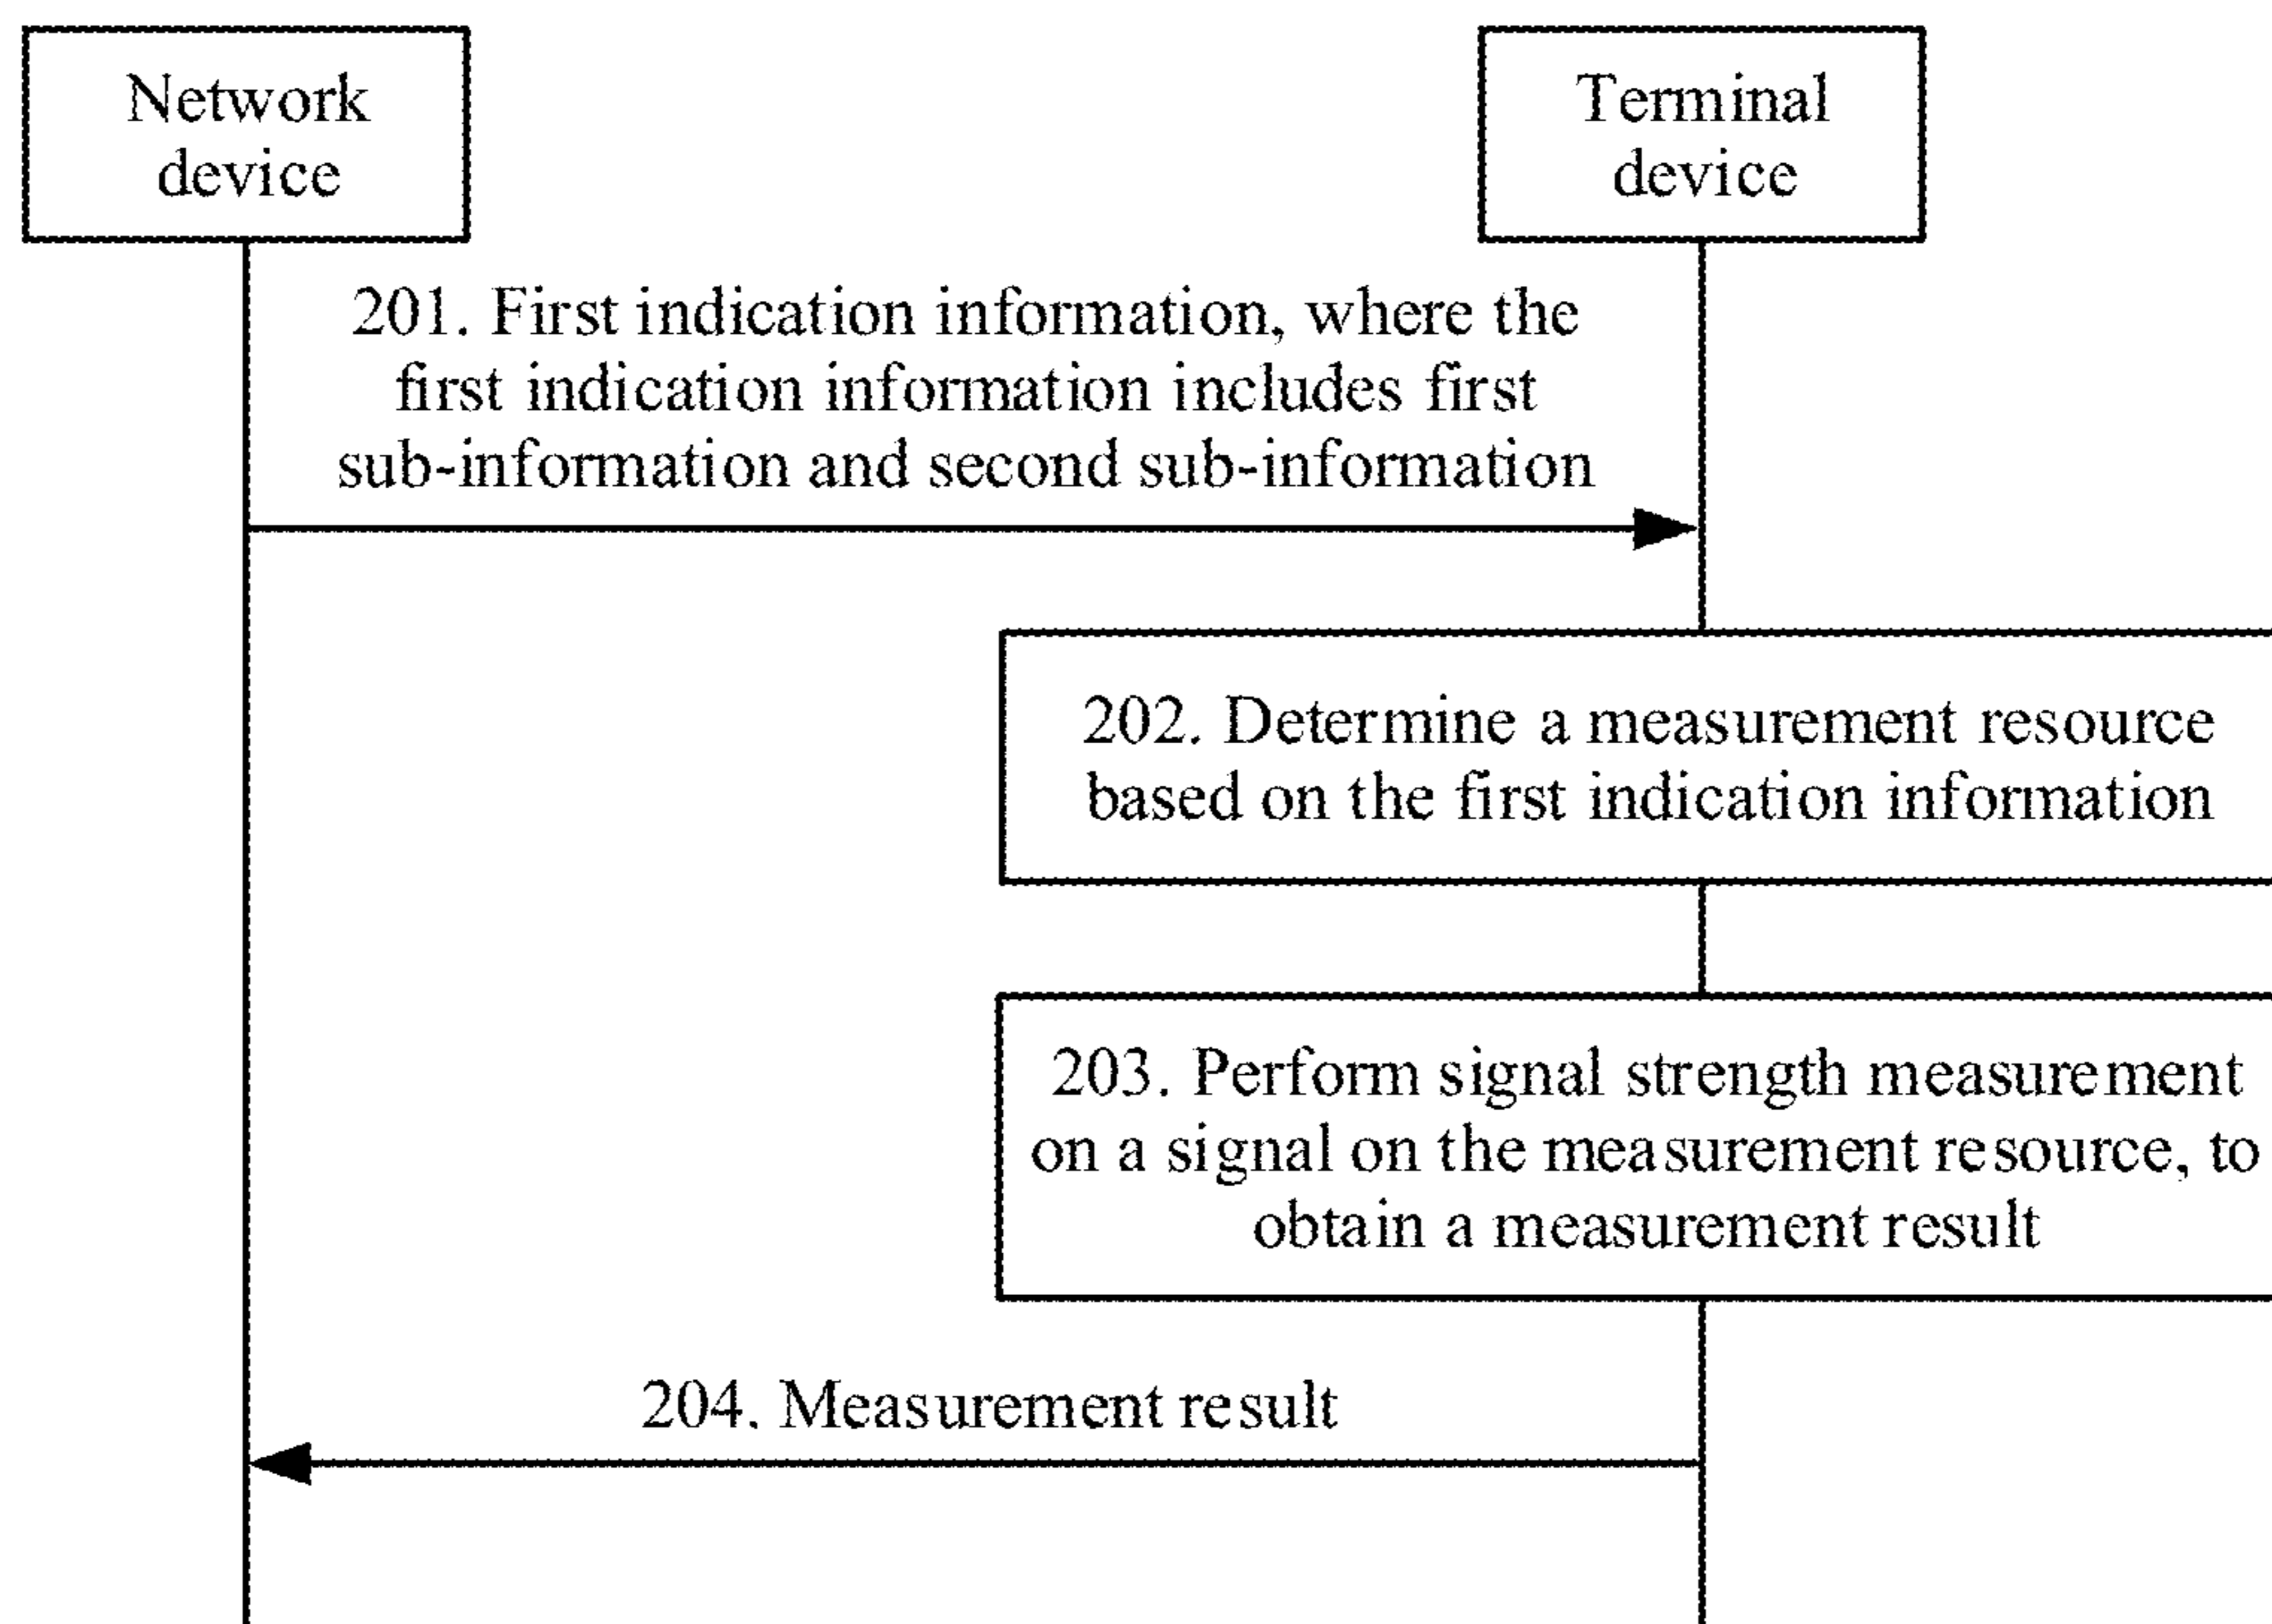 Network
device
Terminal
device
201. First indication information, where the
first indication information includes first
sub-information and second sub-information
202. Determine a measurement resource
based on the first indication information
203. Perform signal strength measurement
on a signal on the measurement resource, to
obtain a measurement result
204. Measurement result